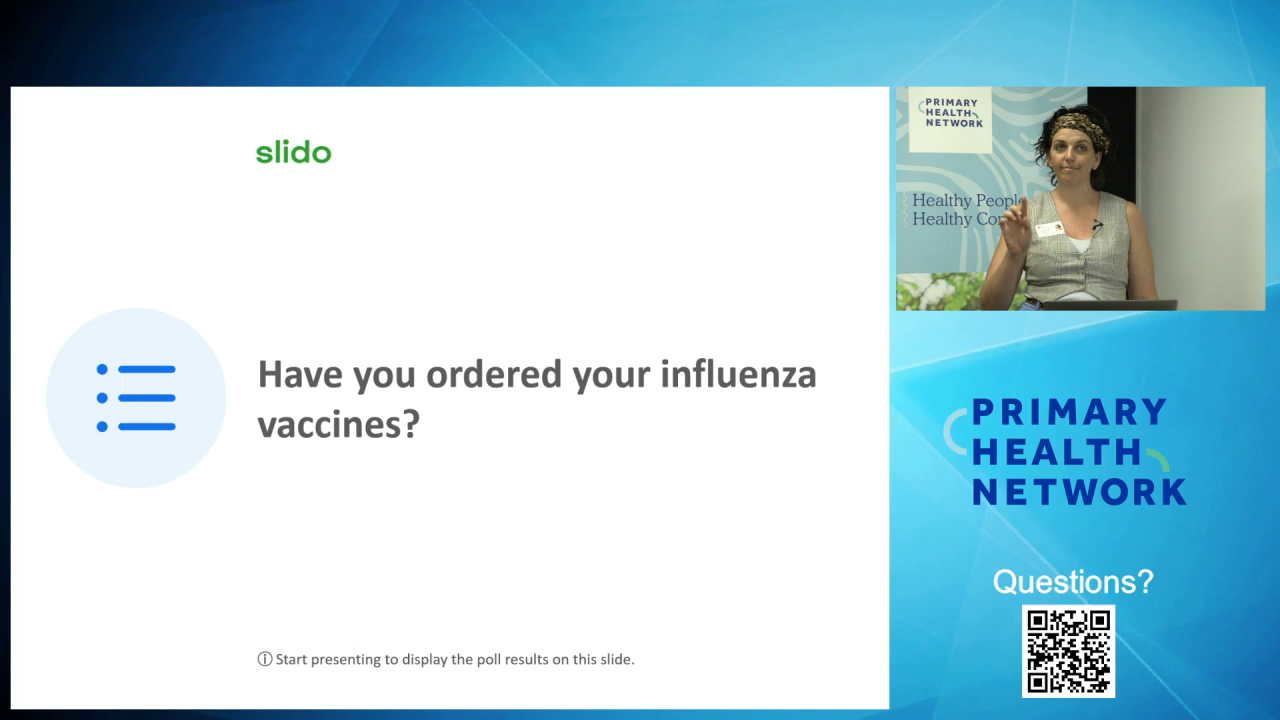 slido
Have you ordered your influenza
vaccines?
Start presenting to display the poll results on this slide.
PRIMARY
HEALTH
NETWORK
Healthy People
Healthy
PRIMARY
HEALTH
NETWORK
Questions?